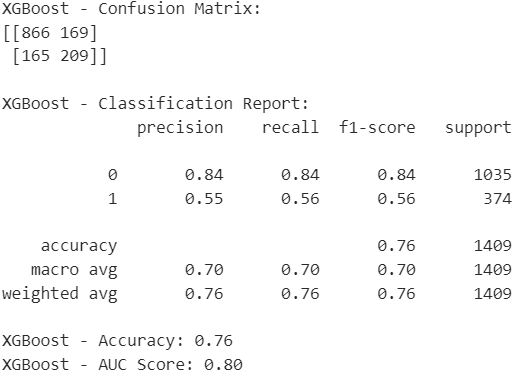 XGBoost - Confusion Matrix:
[[866 169]
 [165 209]]
XGBoost - Classification Report:
              precision    recall  f1-score   support
           0       0.84      0.84      0.84      1035
           1       0.55      0.56      0.56       374
    accuracy                           0.76      1409
   macro avg       0.70      0.70      0.70      1409
weighted avg       0.76      0.76      0.76      1409
XGBoost - Accuracy: 0.76
XGBoost - AUC Score: 0.80